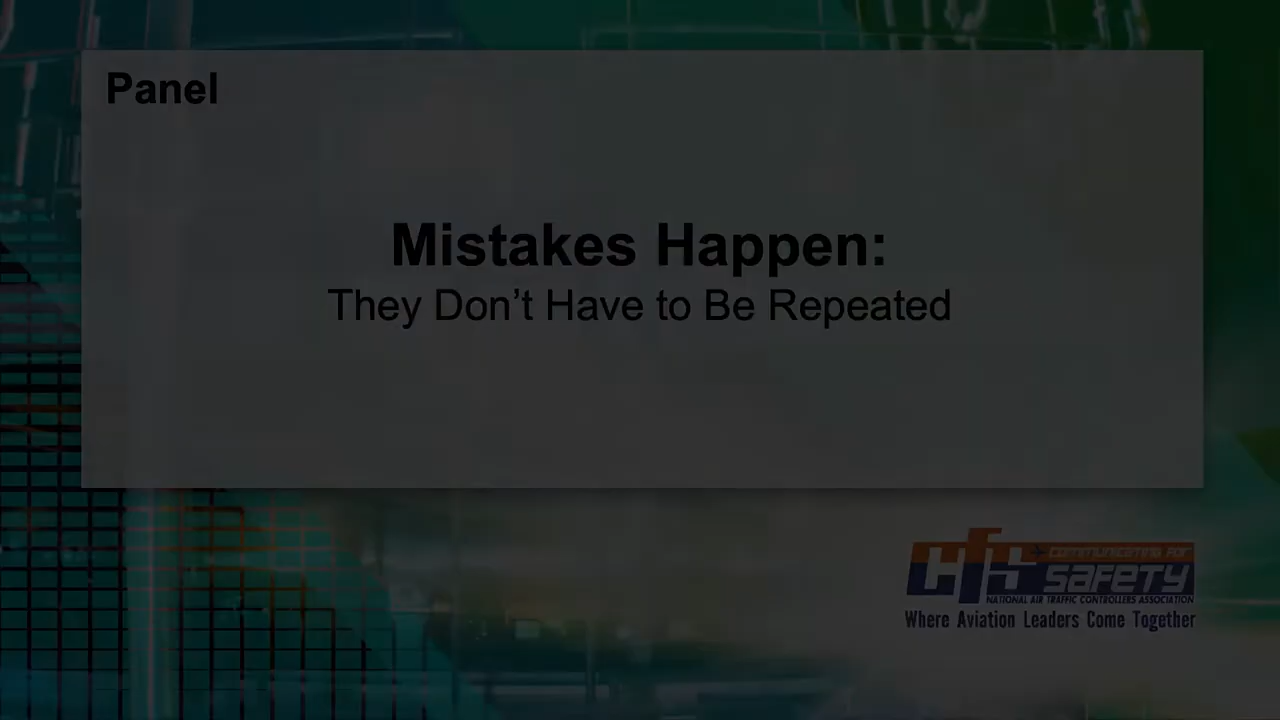 Panel
Mistakes Happen:
They Don’t Have to Be Repeated
CfS
COMMUNICATING FOR
SAFETY
NATIONAL AIR TRAFFIC CONTROLLERS ASSOCIATION
Where Aviation Leaders Come Together